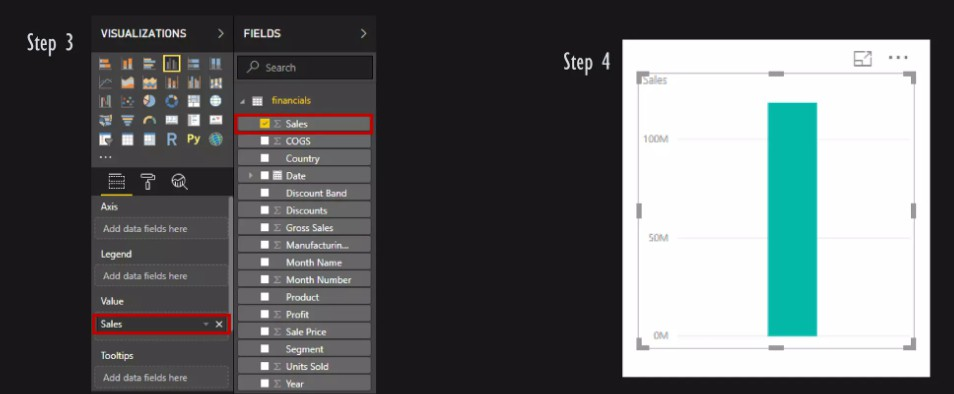 Step 3
VISUALIZATIONS
R Py
...
Axis
Add data fields here
Legend
Add data fields here
Value
Sales
Tooltips
Add data fields here
FIELDS
Search
financials
Σ Sales
Σ COGS
Country
Date
Discount Band
Σ Discounts
Σ Gross Sales
Σ Manufacturin...
Month Name
Σ Month Number
Product
Σ Profit
Σ Sale Price
Segment
Σ Units Sold
Σ Year
Step 4
...
Sales
100M
50M
0M